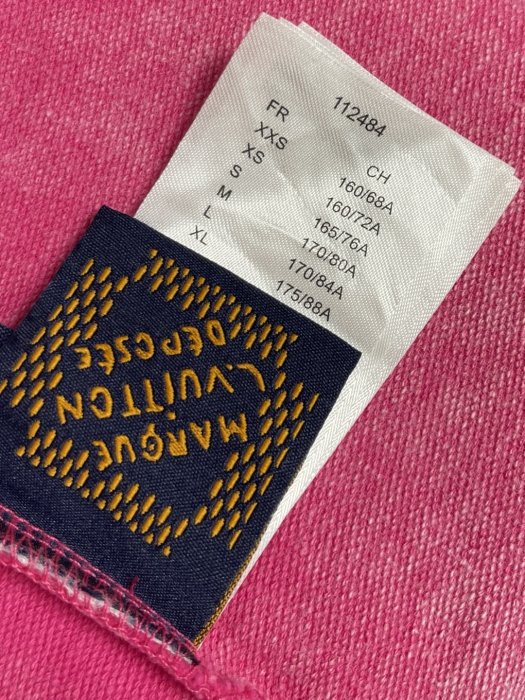 112484
FR CH
XXS 160/68A
XS 160/72A
S 165/76A
M 170/80A
L 170/84A
XL 175/88A
MARQUE
L.VUITTON
DÉPOSÉE